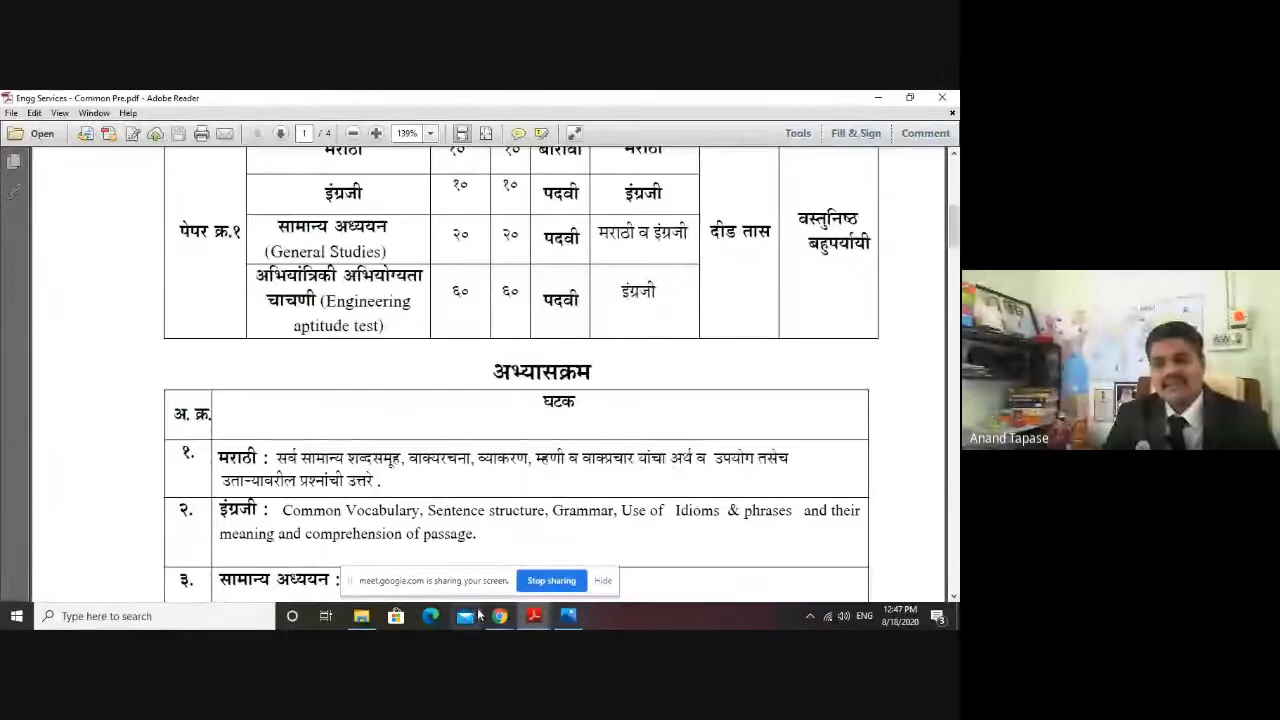 Engg Services - Common Pre.pdf - Adobe Reader
File Edit View Window Help
Open 1 / 4 139% Tools Fill & Sign Comment
मराठी १० १० बारावी मराठी
इंग्रजी १० १० पदवी इंग्रजी
पेपर क्र.१ सामान्य अध्ययन (General Studies) २० २० पदवी मराठी व इंग्रजी दीड तास वस्तुनिष्ठ बहुपर्यायी
अभियांत्रिकी अभियोग्यता
चाचणी (Engineering
aptitude test) ६० ६० पदवी इंग्रजी
अभ्यासक्रम
अ. क्र. घटक
१. मराठी : सर्व सामान्य शब्दसमूह, वाक्यरचना, व्याकरण, म्हणी व वाक्प्रचार यांचा अर्थ व उपयोग तसेच
उताऱ्यावरील प्रश्नांची उत्तरे .
२. इंग्रजी : Common Vocabulary, Sentence structure, Grammar, Use of Idioms & phrases and their
meaning and comprehension of passage.
३. सामान्य अध्ययन :
meet.google.com is sharing your screen. Stop sharing Hide
Type here to search ENG 12:47 PM
8/18/2020 3
Anand Tapase